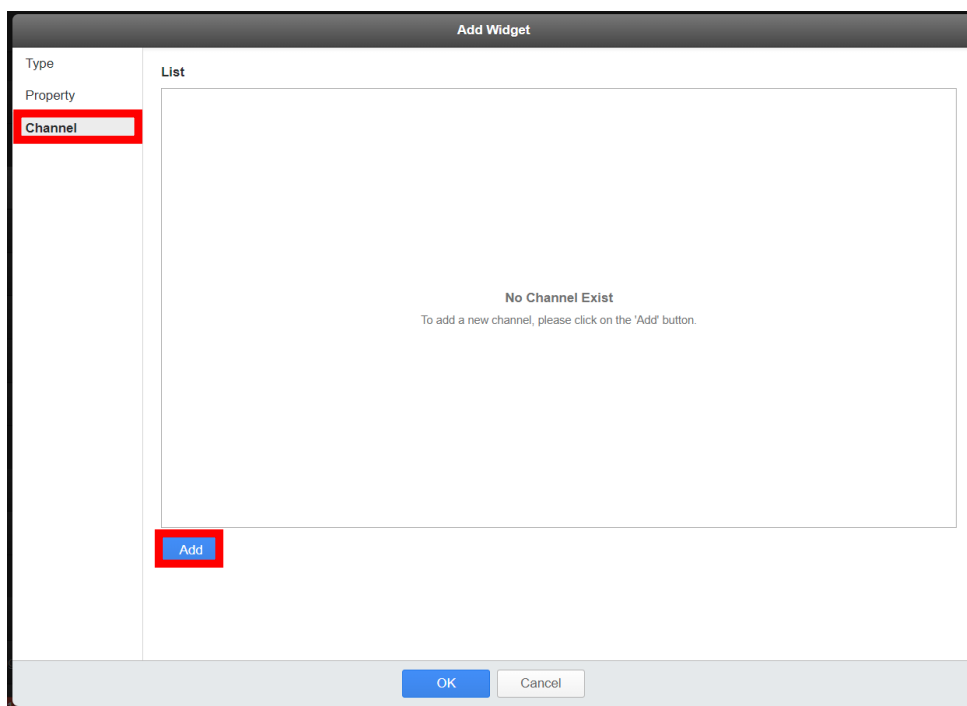 Add Widget
Type
Property
Channel
List
No Channel Exist
To add a new channel, please click on the 'Add' button.
Add
OK
Cancel